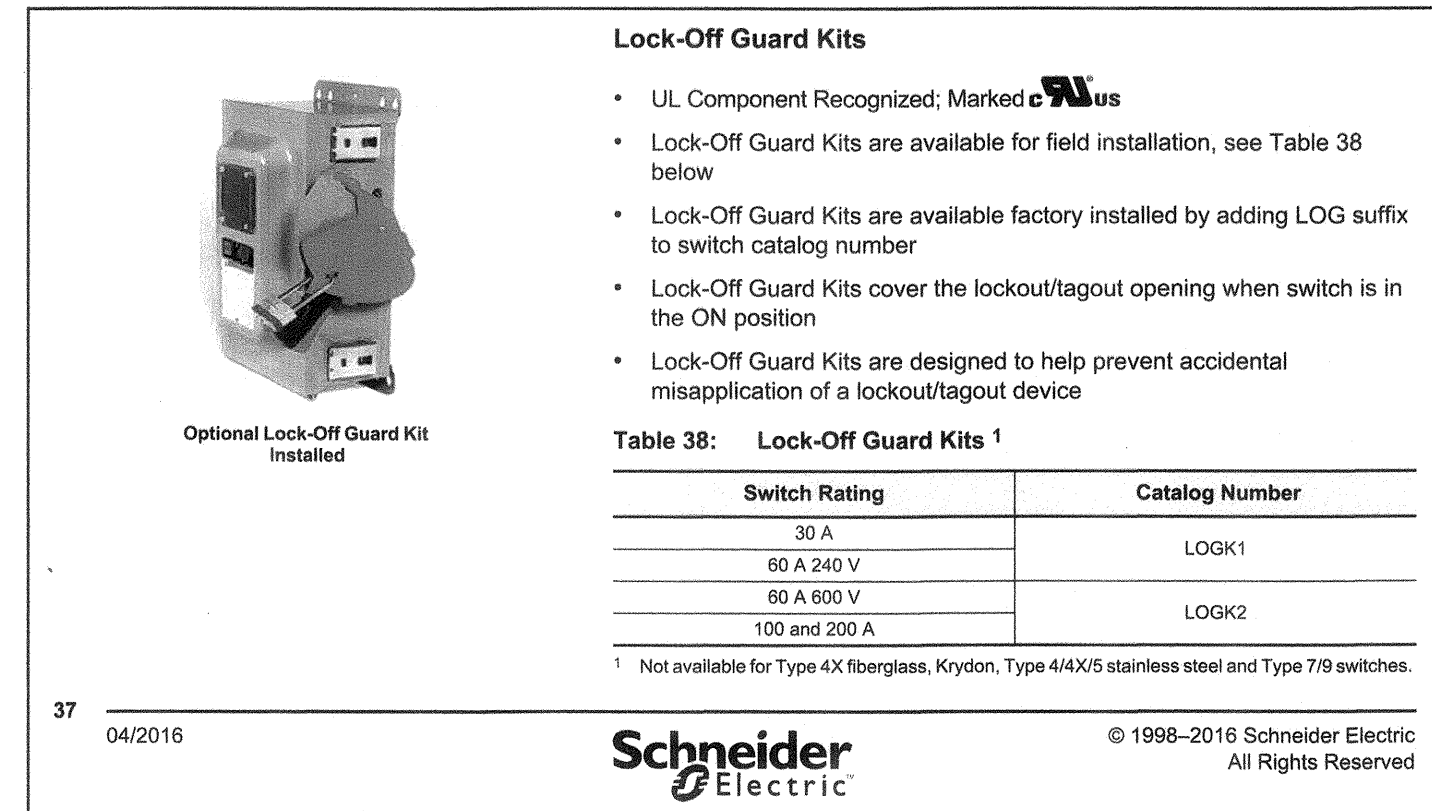 Lock-Off Guard Kits
• UL Component Recognized; Marked c RU® us
• Lock-Off Guard Kits are available for field installation, see Table 38
below
• Lock-Off Guard Kits are available factory installed by adding LOG suffix
to switch catalog number
• Lock-Off Guard Kits cover the lockout/tagout opening when switch is in
the ON position
• Lock-Off Guard Kits are designed to help prevent accidental
misapplication of a lockout/tagout device
Optional Lock-Off Guard Kit
Installed
Table 38: Lock-Off Guard Kits 1
Switch Rating Catalog Number
30 A
LOGK1
60 A 240 V
60 A 600 V
LOGK2
100 and 200 A
1 Not available for Type 4X fiberglass, Krydon, Type 4/4X/5 stainless steel and Type 7/9 switches.
37
04/2016
Schneider
Electric™
© 1998–2016 Schneider Electric
All Rights Reserved